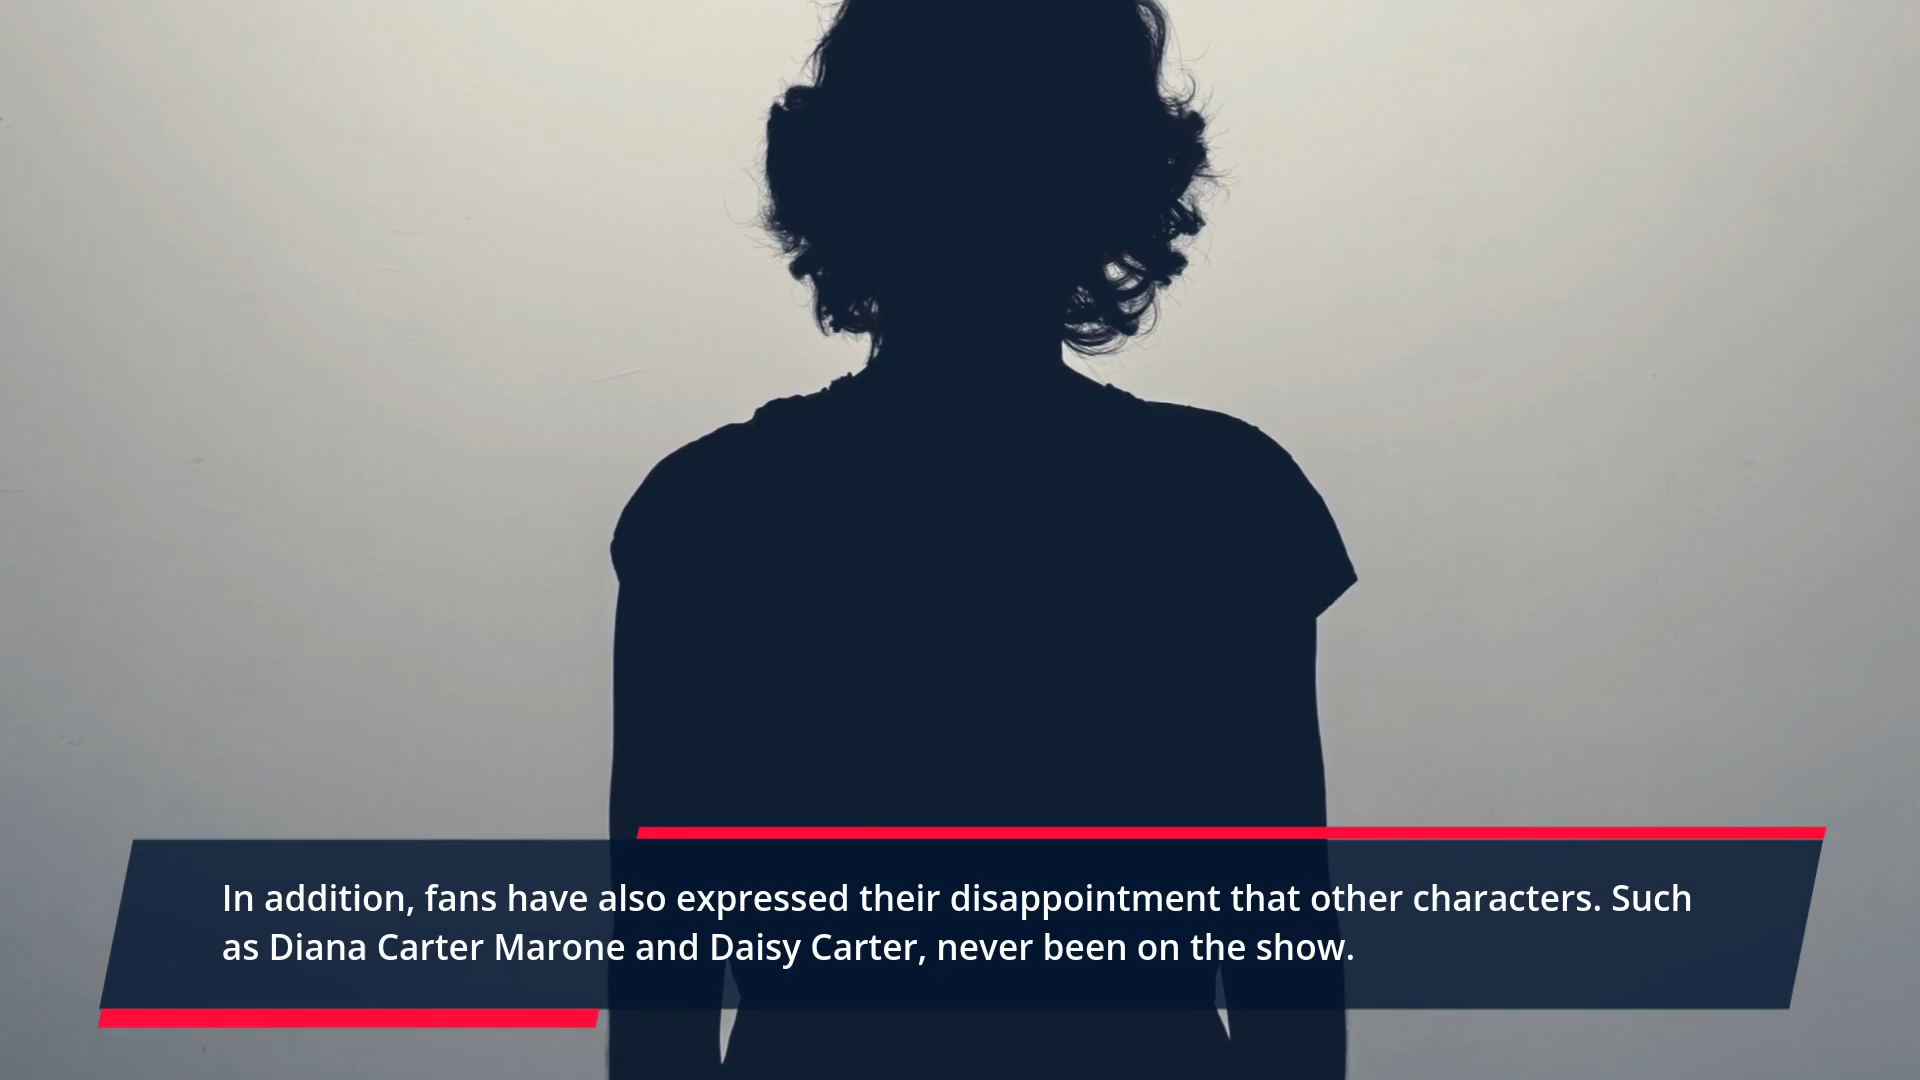 In addition, fans have also expressed their disappointment that other characters. Such
as Diana Carter Marone and Daisy Carter, never been on the show.